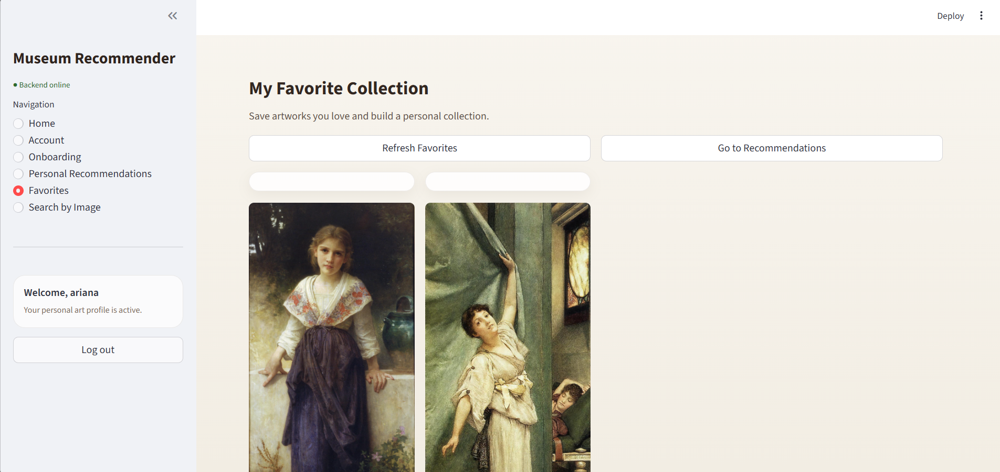 Deploy
Museum Recommender
Backend online
Navigation
Home
Account
Onboarding
Personal Recommendations
Favorites
Search by Image
Welcome, ariana
Your personal art profile is active.
Log out
My Favorite Collection
Save artworks you love and build a personal collection.
Refresh Favorites
Go to Recommendations